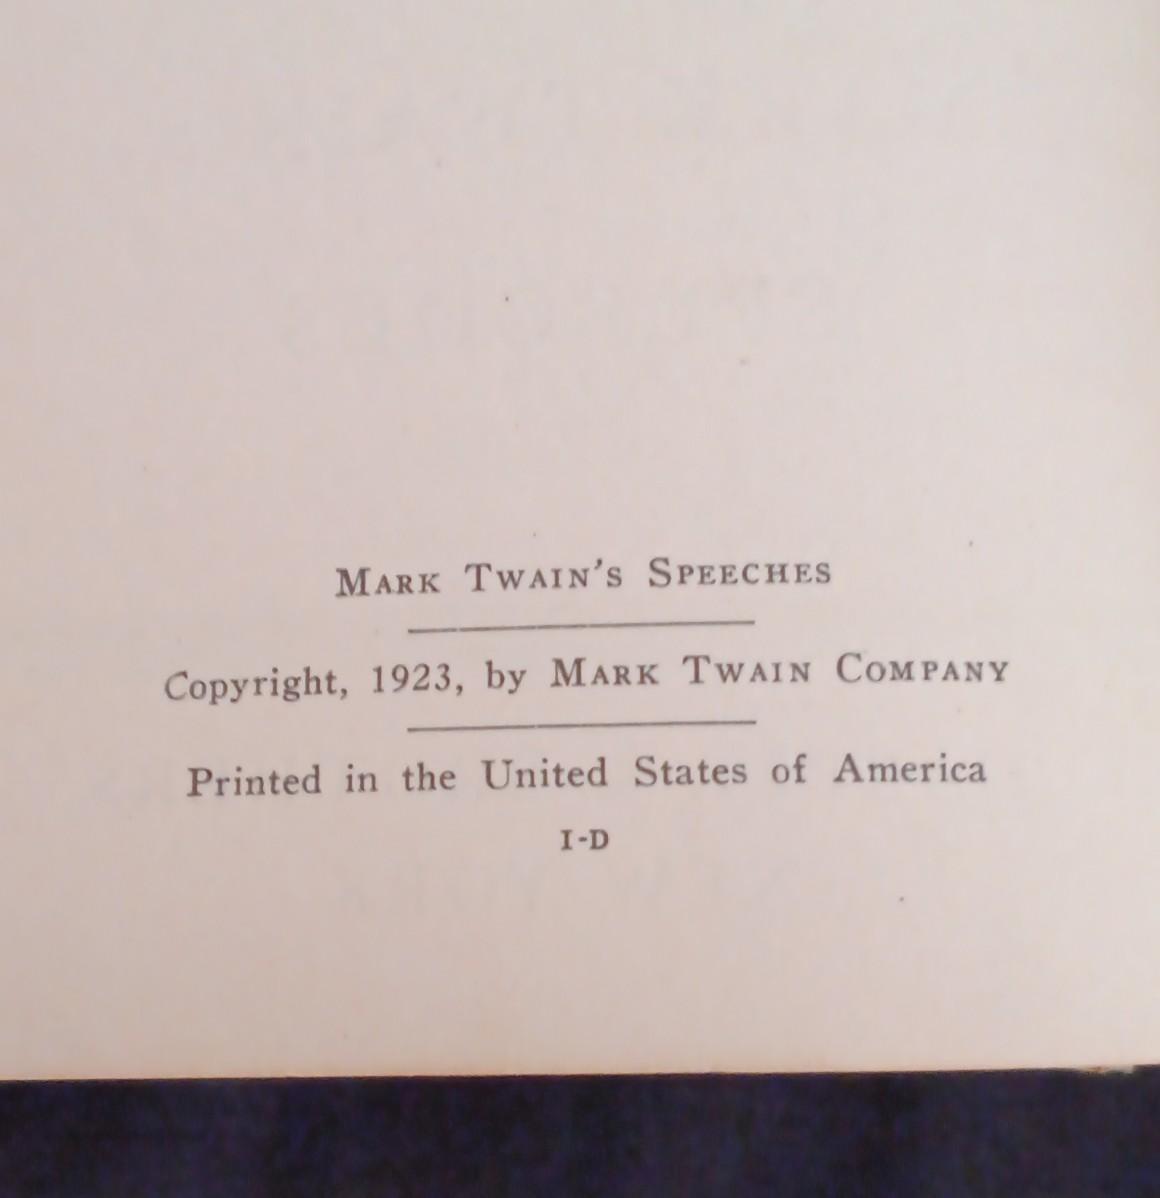 Mark Twain's Speeches
Copyright, 1923, by Mark Twain Company
Printed in the United States of America
I-D